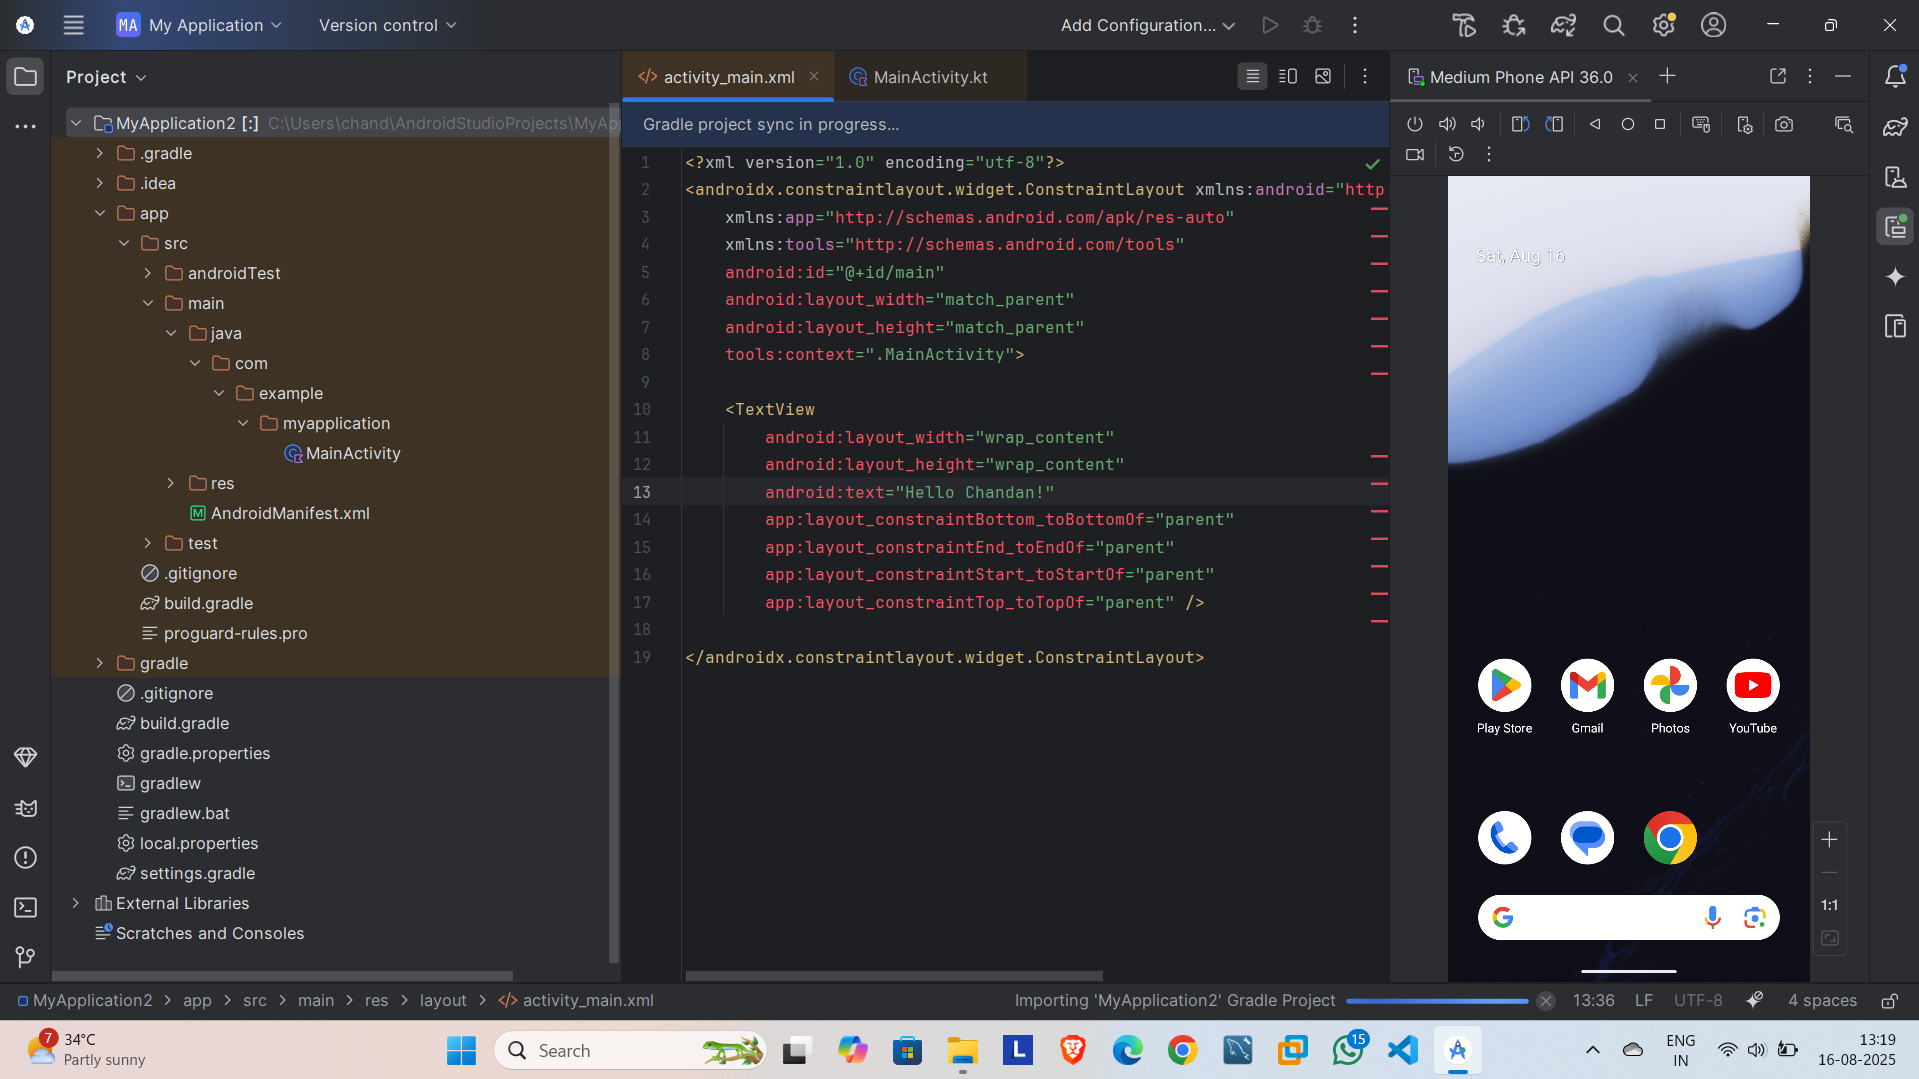 MA My Application Version control Add Configuration...
Project
activity_main.xml MainActivity.kt
Medium Phone API 36.0
MyApplication2 [:] C:\Users\chand\AndroidStudioProjects\MyAp
Gradle project sync in progress...
.gradle
.idea
app
src
androidTest
main
java
com
example
myapplication
MainActivity
res
AndroidManifest.xml
test
.gitignore
build.gradle
proguard-rules.pro
gradle
.gitignore
build.gradle
gradle.properties
gradlew
gradlew.bat
local.properties
settings.gradle
External Libraries
Scratches and Consoles
1 <?xml version="1.0" encoding="utf-8"?>
2 <androidx.constraintlayout.widget.ConstraintLayout xmlns:android="http
3 xmlns:app="http://schemas.android.com/apk/res-auto"
4 xmlns:tools="http://schemas.android.com/tools"
5 android:id="@+id/main"
6 android:layout_width="match_parent"
7 android:layout_height="match_parent"
8 tools:context=".MainActivity">
9
10 <TextView
11 android:layout_width="wrap_content"
12 android:layout_height="wrap_content"
13 android:text="Hello Chandan!"
14 app:layout_constraintBottom_toBottomOf="parent"
15 app:layout_constraintEnd_toEndOf="parent"
16 app:layout_constraintStart_toStartOf="parent"
17 app:layout_constraintTop_toTopOf="parent" />
18
19 </androidx.constraintlayout.widget.ConstraintLayout>
Sat, Aug 16
Play Store Gmail Photos YouTube
1:1
MyApplication2 > app > src > main > res > layout > activity_main.xml
Importing 'MyApplication2' Gradle Project 13:36 LF UTF-8 4 spaces
7 34°C
Partly sunny
Search
L
15
ENG
IN
13:19
16-08-2025